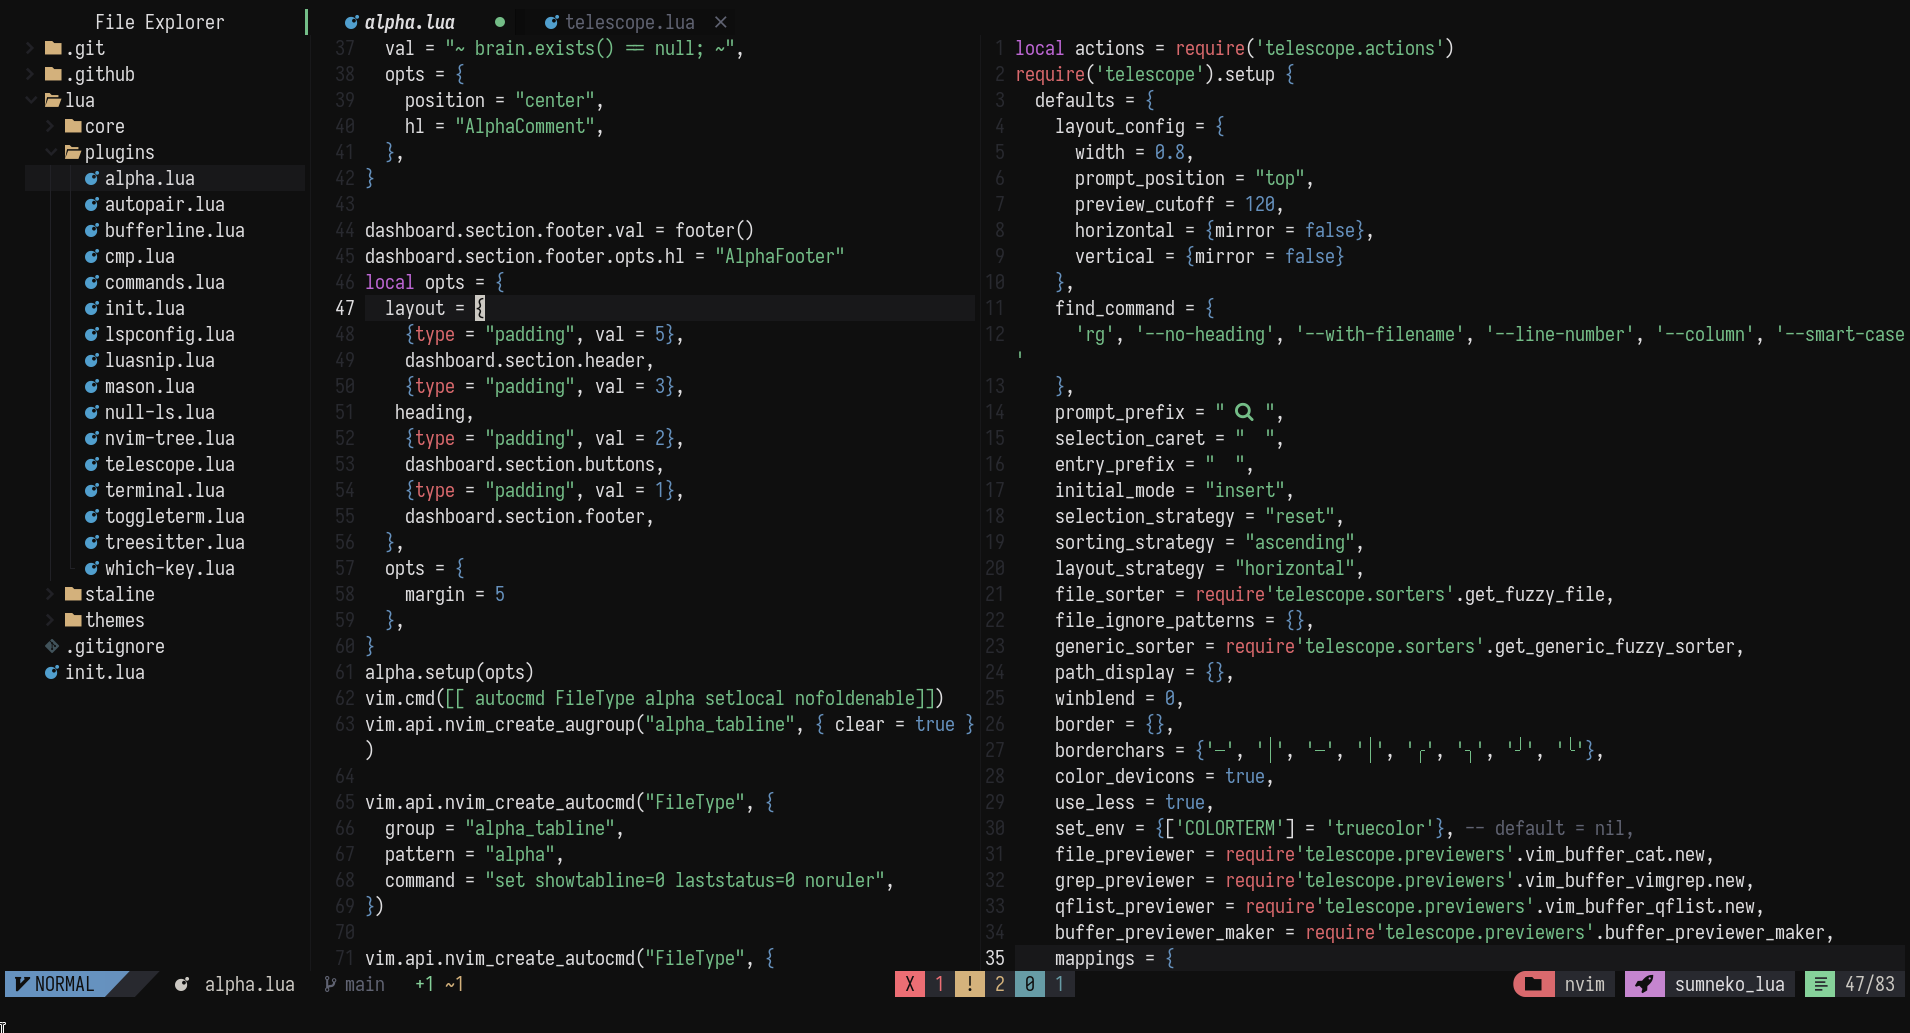 File Explorer
.git
.github
lua
core
plugins
alpha.lua
autopair.lua
bufferline.lua
cmp.lua
commands.lua
init.lua
lspconfig.lua
luasnip.lua
mason.lua
null-ls.lua
nvim-tree.lua
telescope.lua
terminal.lua
toggleterm.lua
treesitter.lua
which-key.lua
staline
themes
.gitignore
init.lua
alpha.lua ● telescope.lua ×
37 val = "~ brain.exists() == null; ~",
38 opts = {
39 position = "center",
40 hl = "AlphaComment",
41 },
42 }
43
44 dashboard.section.footer.val = footer()
45 dashboard.section.footer.opts.hl = "AlphaFooter"
46 local opts = {
47 layout = {
48 {type = "padding", val = 5},
49 dashboard.section.header,
50 {type = "padding", val = 3},
51 heading,
52 {type = "padding", val = 2},
53 dashboard.section.buttons,
54 {type = "padding", val = 1},
55 dashboard.section.footer,
56 },
57 opts = {
58 margin = 5
59 },
60 }
61 alpha.setup(opts)
62 vim.cmd([[ autocmd FileType alpha setlocal nofoldenable]])
63 vim.api.nvim_create_augroup("alpha_tabline", { clear = true }
)
64
65 vim.api.nvim_create_autocmd("FileType", {
66 group = "alpha_tabline",
67 pattern = "alpha",
68 command = "set showtabline=0 laststatus=0 noruler",
69 })
70
71 vim.api.nvim_create_autocmd("FileType", {
1 local actions = require('telescope.actions')
2 require('telescope').setup {
3 defaults = {
4 layout_config = {
5 width = 0.8,
6 prompt_position = "top",
7 preview_cutoff = 120,
8 horizontal = {mirror = false},
9 vertical = {mirror = false}
10 },
11 find_command = {
12 'rg', '--no-heading', '--with-filename', '--line-number', '--column', '--smart-case
'
13 },
14 prompt_prefix = "  ",
15 selection_caret = "  ",
16 entry_prefix = "  ",
17 initial_mode = "insert",
18 selection_strategy = "reset",
19 sorting_strategy = "ascending",
20 layout_strategy = "horizontal",
21 file_sorter = require'telescope.sorters'.get_fuzzy_file,
22 file_ignore_patterns = {},
23 generic_sorter = require'telescope.sorters'.get_generic_fuzzy_sorter,
24 path_display = {},
25 winblend = 0,
26 border = {},
27 borderchars = {'─', '│', '─', '│', '╭', '╮', '╯', '╰'},
28 color_devicons = true,
29 use_less = true,
30 set_env = {['COLORTERM'] = 'truecolor'}, -- default = nil,
31 file_previewer = require'telescope.previewers'.vim_buffer_cat.new,
32 grep_previewer = require'telescope.previewers'.vim_buffer_vimgrep.new,
33 qflist_previewer = require'telescope.previewers'.vim_buffer_qflist.new,
34 buffer_previewer_maker = require'telescope.previewers'.buffer_previewer_maker,
35 mappings = {
NORMAL alpha.lua main +1 ~1 X 1 ! 2 0 1 nvim sumneko_lua 47/83